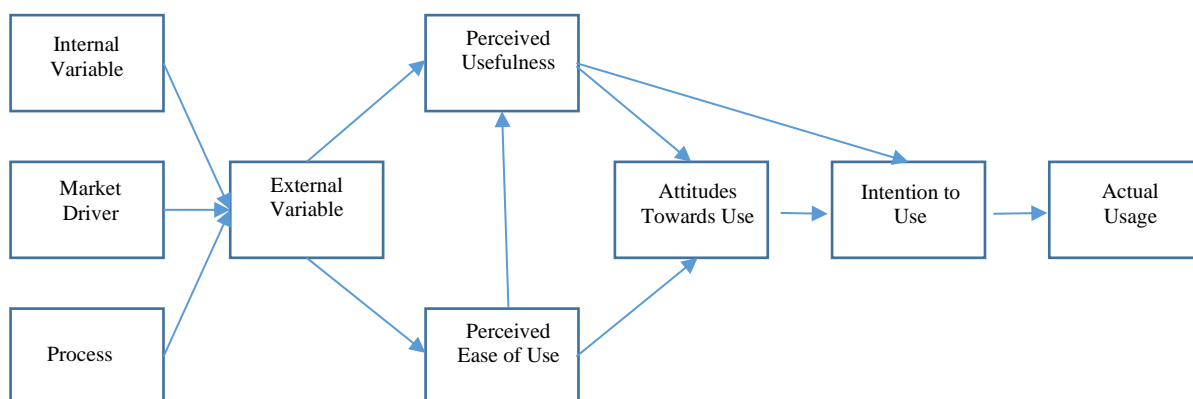 Internal
Variable
Market
Driver
Process
External
Variable
Perceived
Usefulness
Perceived
Ease of Use
Attitudes
Towards Use
Intention to
Use
Actual
Usage